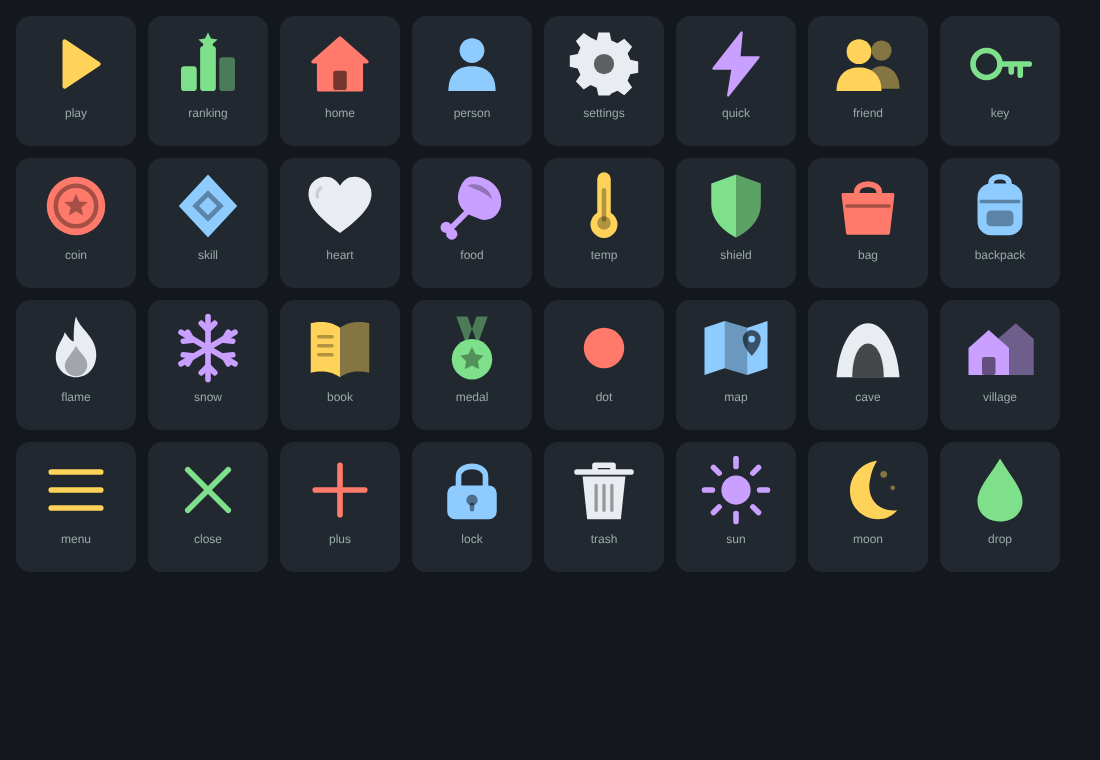 play
ranking
home
person
settings
quick
friend
key
coin
skill
heart
food
temp
shield
bag
backpack
flame
snow
book
medal
dot
map
cave
village
menu
close
plus
lock
trash
sun
moon
drop